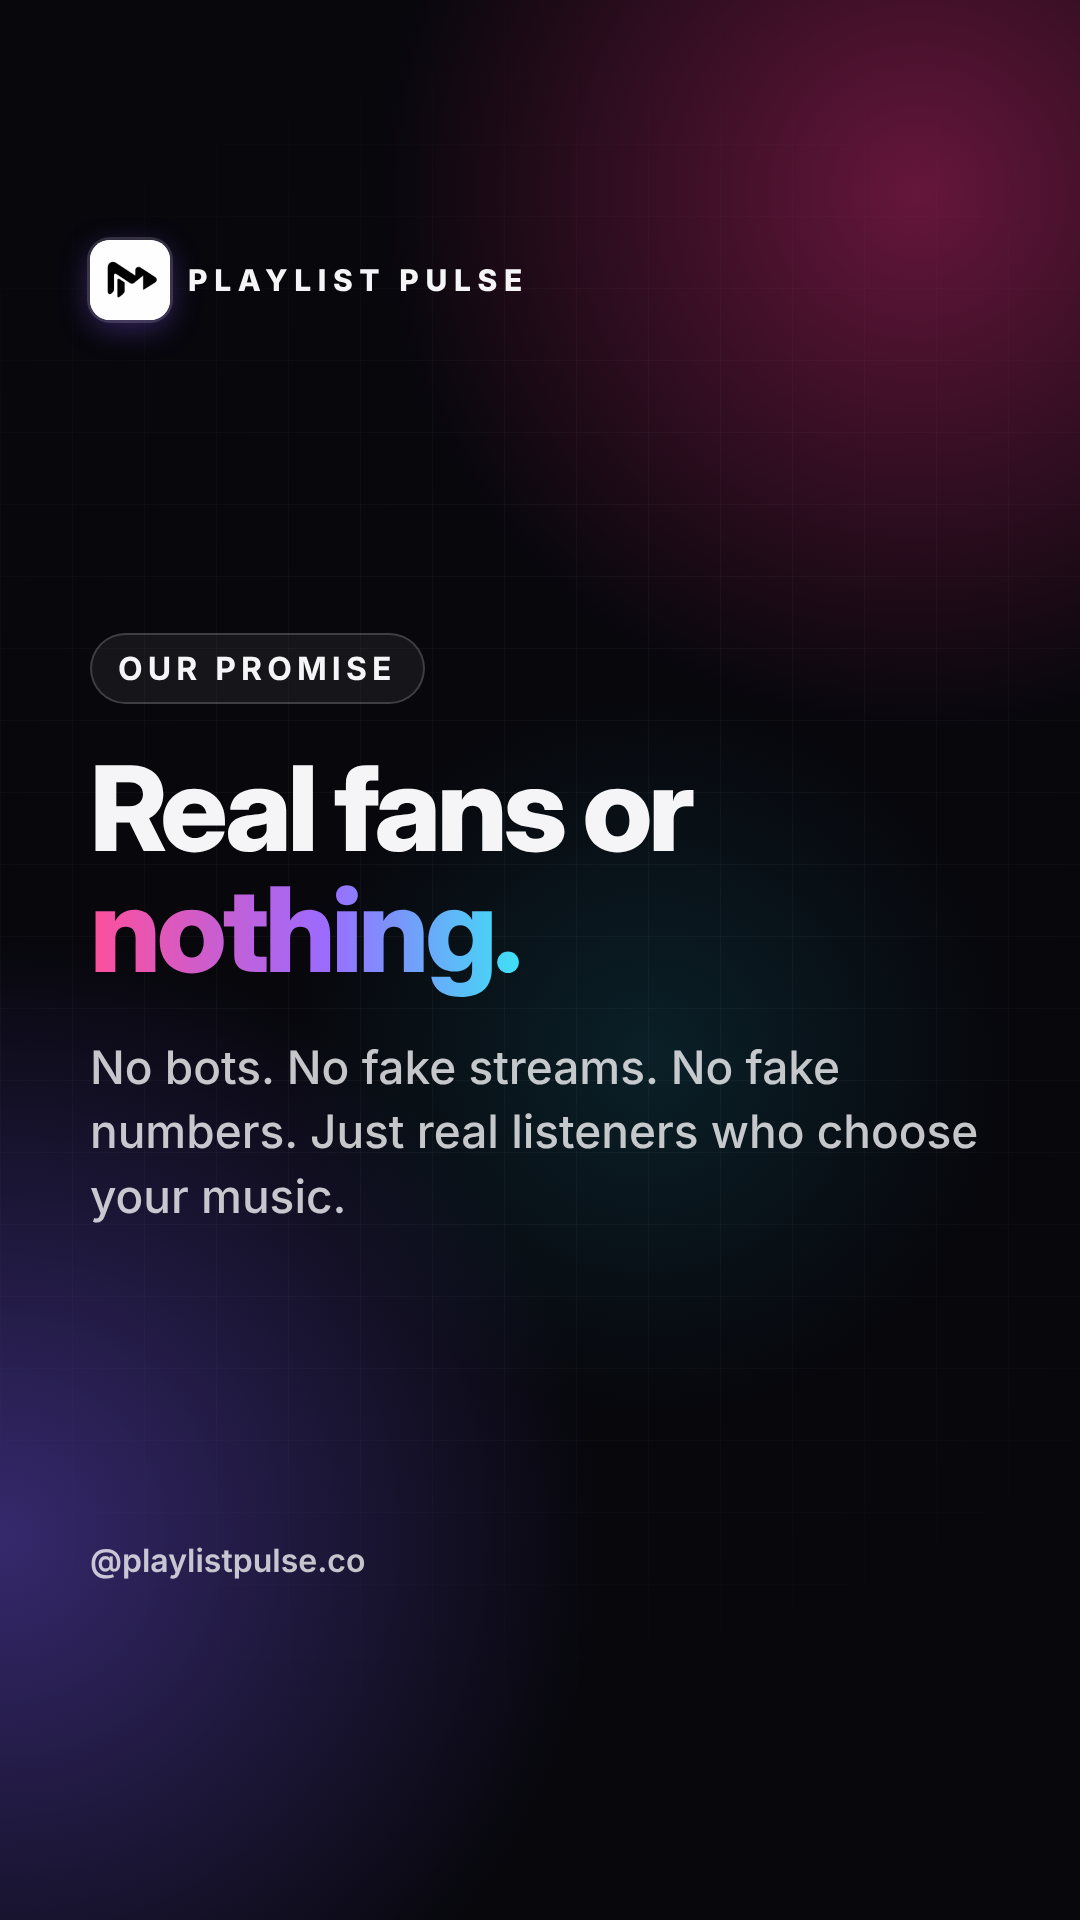 PLAYLIST PULSE
OUR PROMISE
Real fans or
nothing.
No bots. No fake streams. No fake
numbers. Just real listeners who choose
your music.
@playlistpulse.co